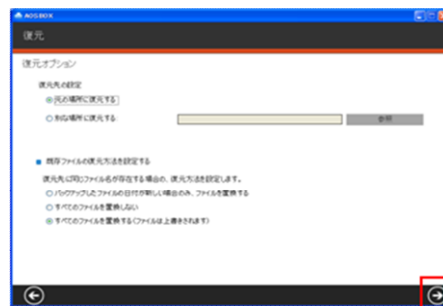 AOSBOX
復元
復元オプション
復元先の設定
元の場所に復元する
別な場所に復元する
参照
既存ファイルの復元方法を設定する
復元先に同じファイル名が存在する場合の、復元方法を設定します。
バックアップしたファイルの日付が新しい場合のみ、ファイルを置換する
すべてのファイルを置換しない
すべてのファイルを置換する(ファイルは上書きされます)